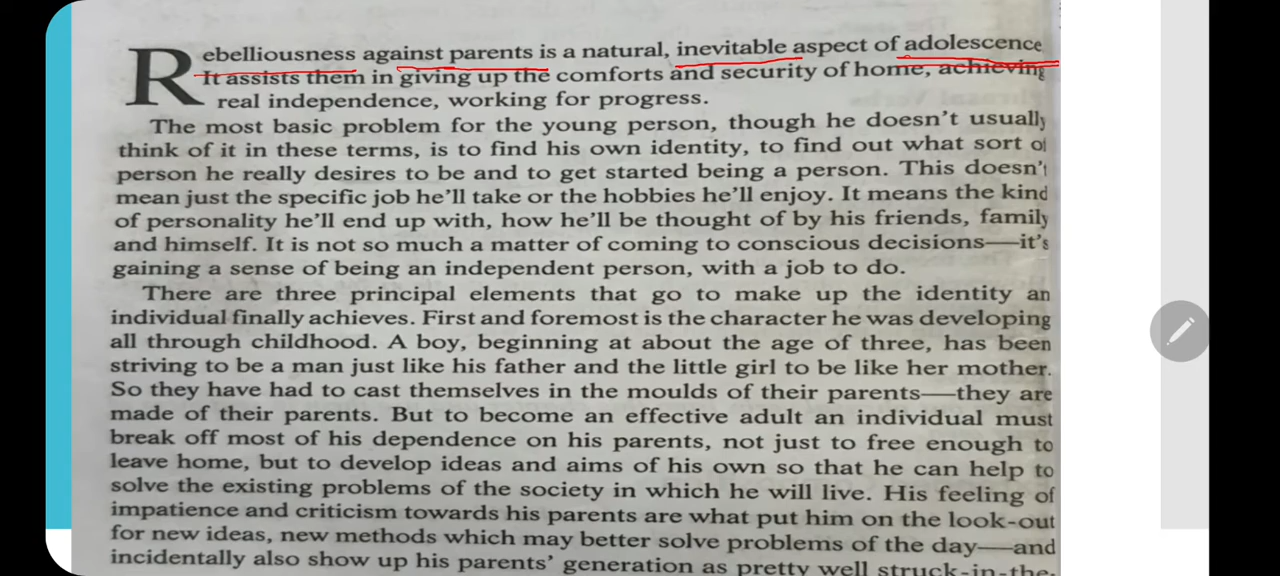 Rebelliousness against parents is a natural, inevitable aspect of adolescence
It assists them in giving up the comforts and security of home, achieving
real independence, working for progress.
The most basic problem for the young person, though he doesn't usually
think of it in these terms, is to find his own identity, to find out what sort of
person he really desires to be and to get started being a person. This doesn't
mean just the specific job he'll take or the hobbies he'll enjoy. It means the kind
of personality he'll end up with, how he'll be thought of by his friends, family
and himself. It is not so much a matter of coming to conscious decisions—it's
gaining a sense of being an independent person, with a job to do.
There are three principal elements that go to make up the identity an
individual finally achieves. First and foremost is the character he was developing
all through childhood. A boy, beginning at about the age of three, has been
striving to be a man just like his father and the little girl to be like her mother.
So they have had to cast themselves in the moulds of their parents—they are
made of their parents. But to become an effective adult an individual must
break off most of his dependence on his parents, not just to free enough to
leave home, but to develop ideas and aims of his own so that he can help to
solve the existing problems of the society in which he will live. His feeling of
impatience and criticism towards his parents are what put him on the look-out
for new ideas, new methods which may better solve problems of the day—and
incidentally also show up his parents' generation as pretty well struck-in-the.